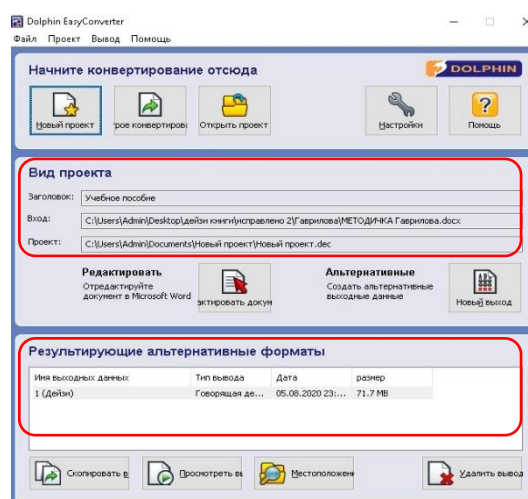 Dolphin EasyConverter
Файл Проект Вывод Помощь
Начните конвертирование отсюда
DOLPHIN
Новый проект
рое конвертирова
Открыть проект
Настройки
Помощь
Вид проекта
Заголовок: Учебное пособие
Вход: C:\Users\Admin\Desktop\дейзи книги\исправлено 2\Гаврилова\МЕТОДИЧКА Гаврилова.docx
Проект: C:\Users\Admin\Documents\Новый проект\Новый проект.dec
Редактировать
Отредактируйте
документ в Microsoft Word
актировать докум
Альтернативные
Создать альтернативные
выходные данные
Новый выход
Результирующие альтернативные форматы
Имя выходных данных Тип вывода Дата размер
1 (Дейзи) Говорящая де... 05.08.2020 23:... 71.7 MB
Скопировать в
Просмотреть вы
Местоположен
Удалить вывод